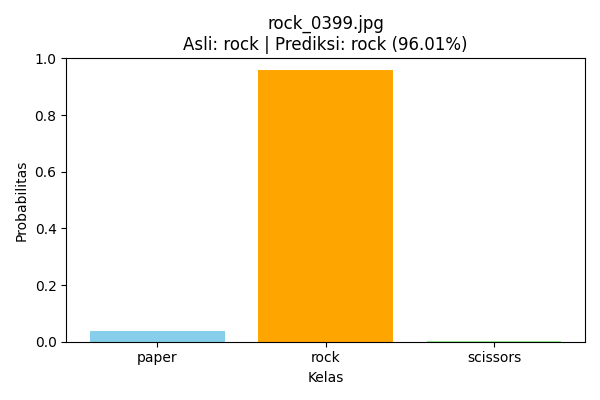 rock_0399.jpg
Asli: rock | Prediksi: rock (96.01%)
1.0
0.8
0.6
0.4
0.2
0.0
Probabilitas
paper rock scissors
Kelas